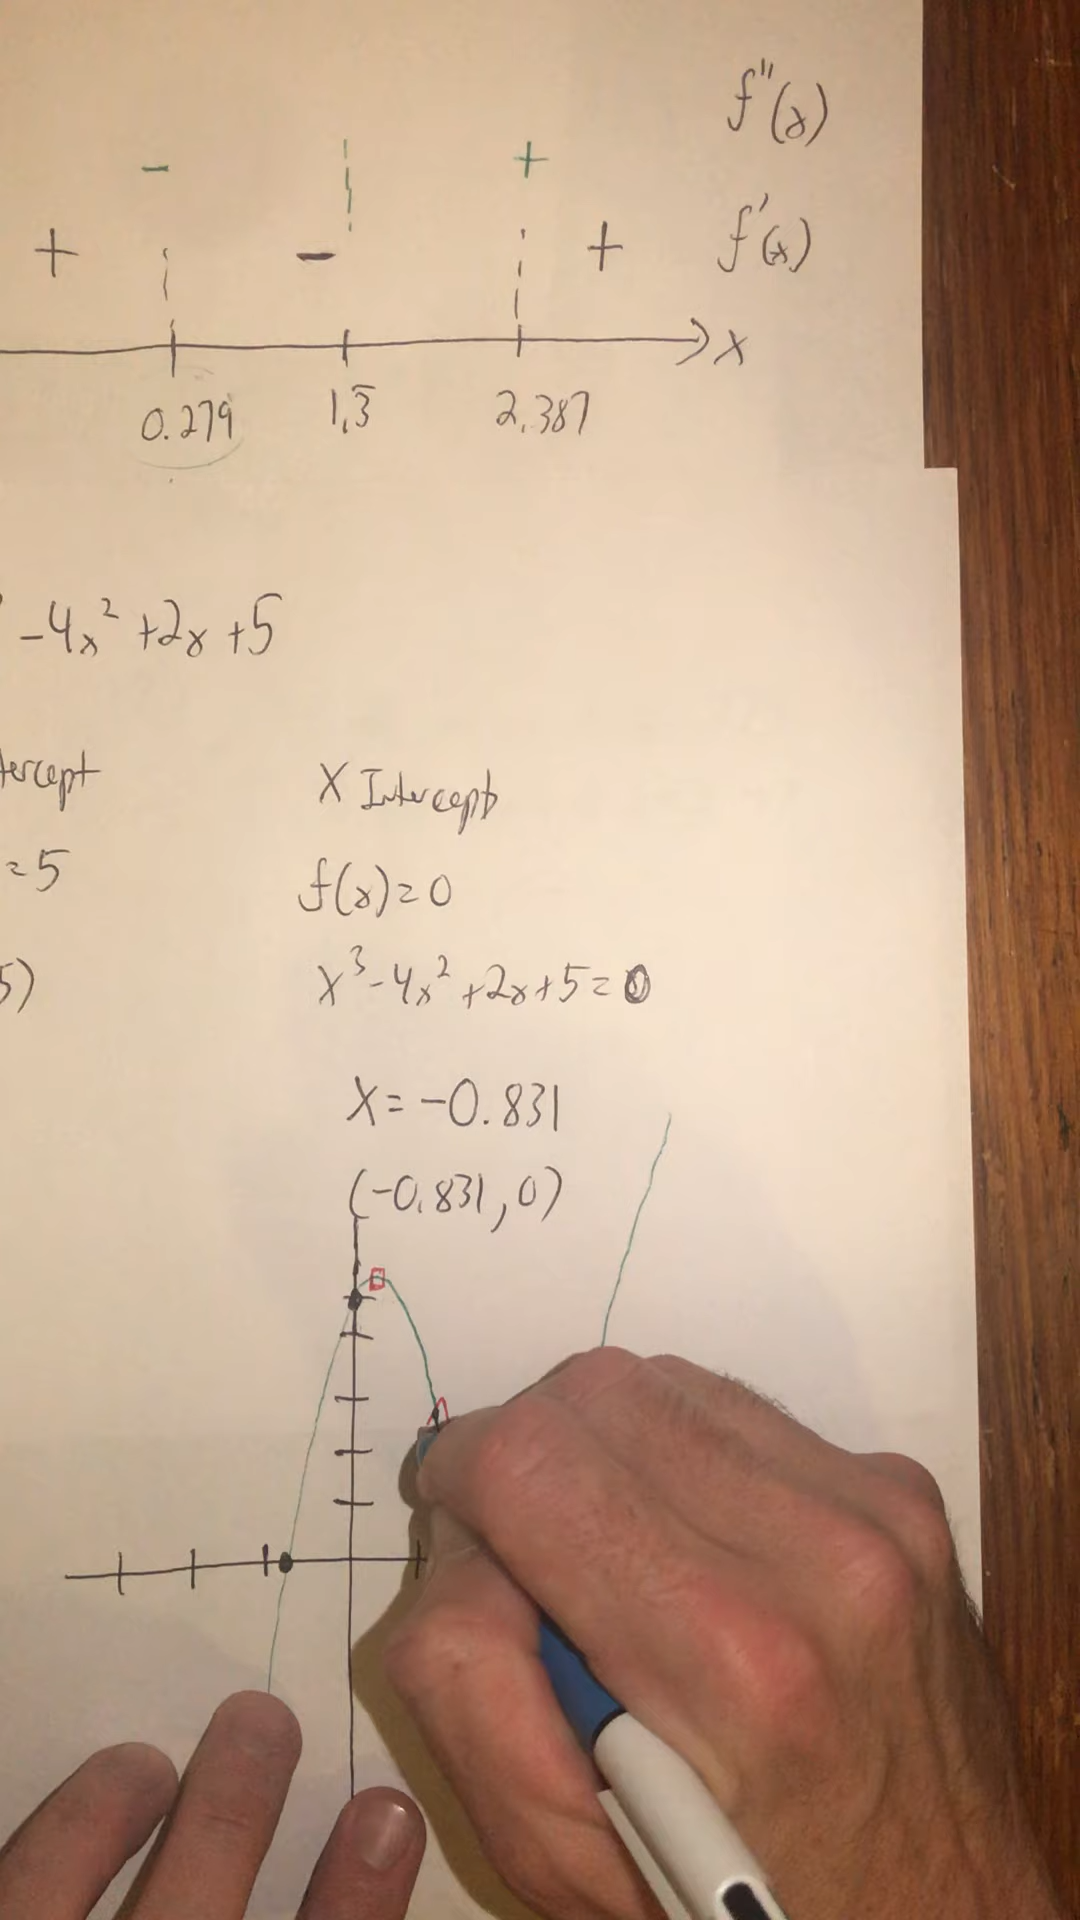 f''(x)
- +
+ - + f'(x)
x
0.279 1.3̅ 2.387
-4x² +2x +5
tercept
X Intercept
=5
f(x)=0
5)
x³-4x²+2x+5=0
X= -0.831
(-0.831,0)